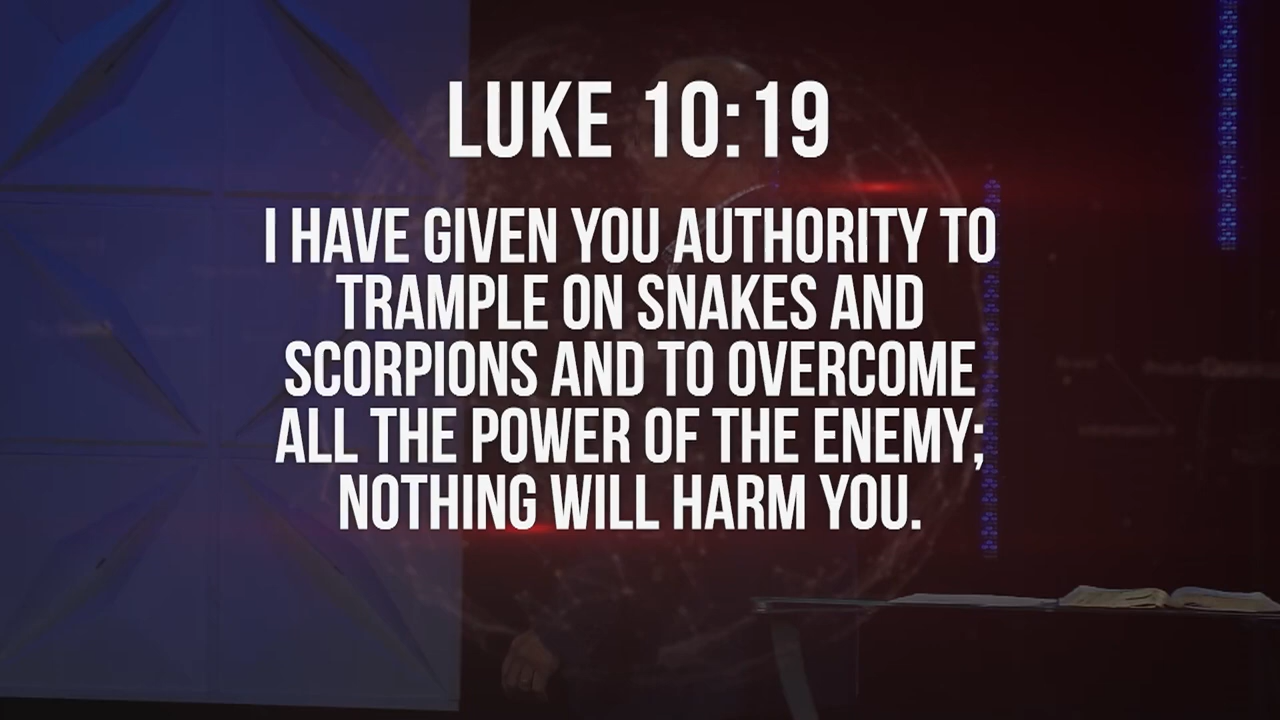 LUKE 10:19
I HAVE GIVEN YOU AUTHORITY TO
TRAMPLE ON SNAKES AND
SCORPIONS AND TO OVERCOME
ALL THE POWER OF THE ENEMY;
NOTHING WILL HARM YOU.